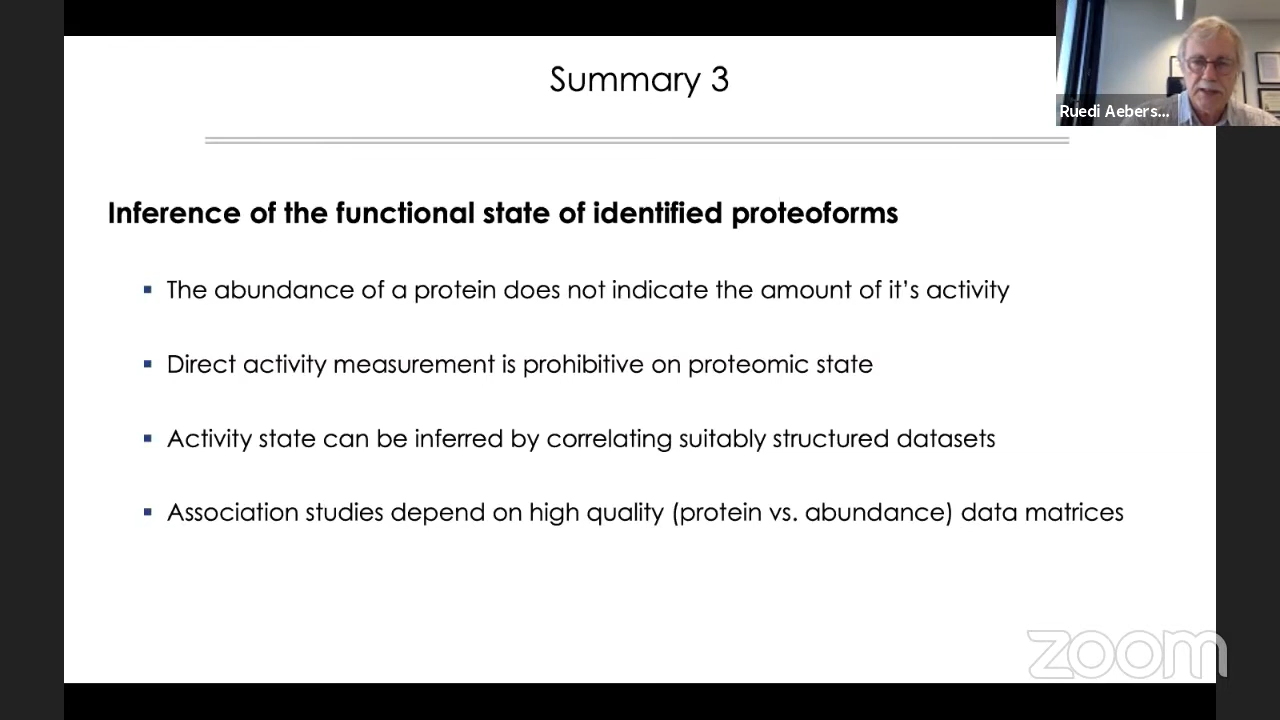 Summary 3
Ruedi Aebers...
Inference of the functional state of identified proteoforms
▪ The abundance of a protein does not indicate the amount of it's activity
▪ Direct activity measurement is prohibitive on proteomic state
▪ Activity state can be inferred by correlating suitably structured datasets
▪ Association studies depend on high quality (protein vs. abundance) data matrices
zoom